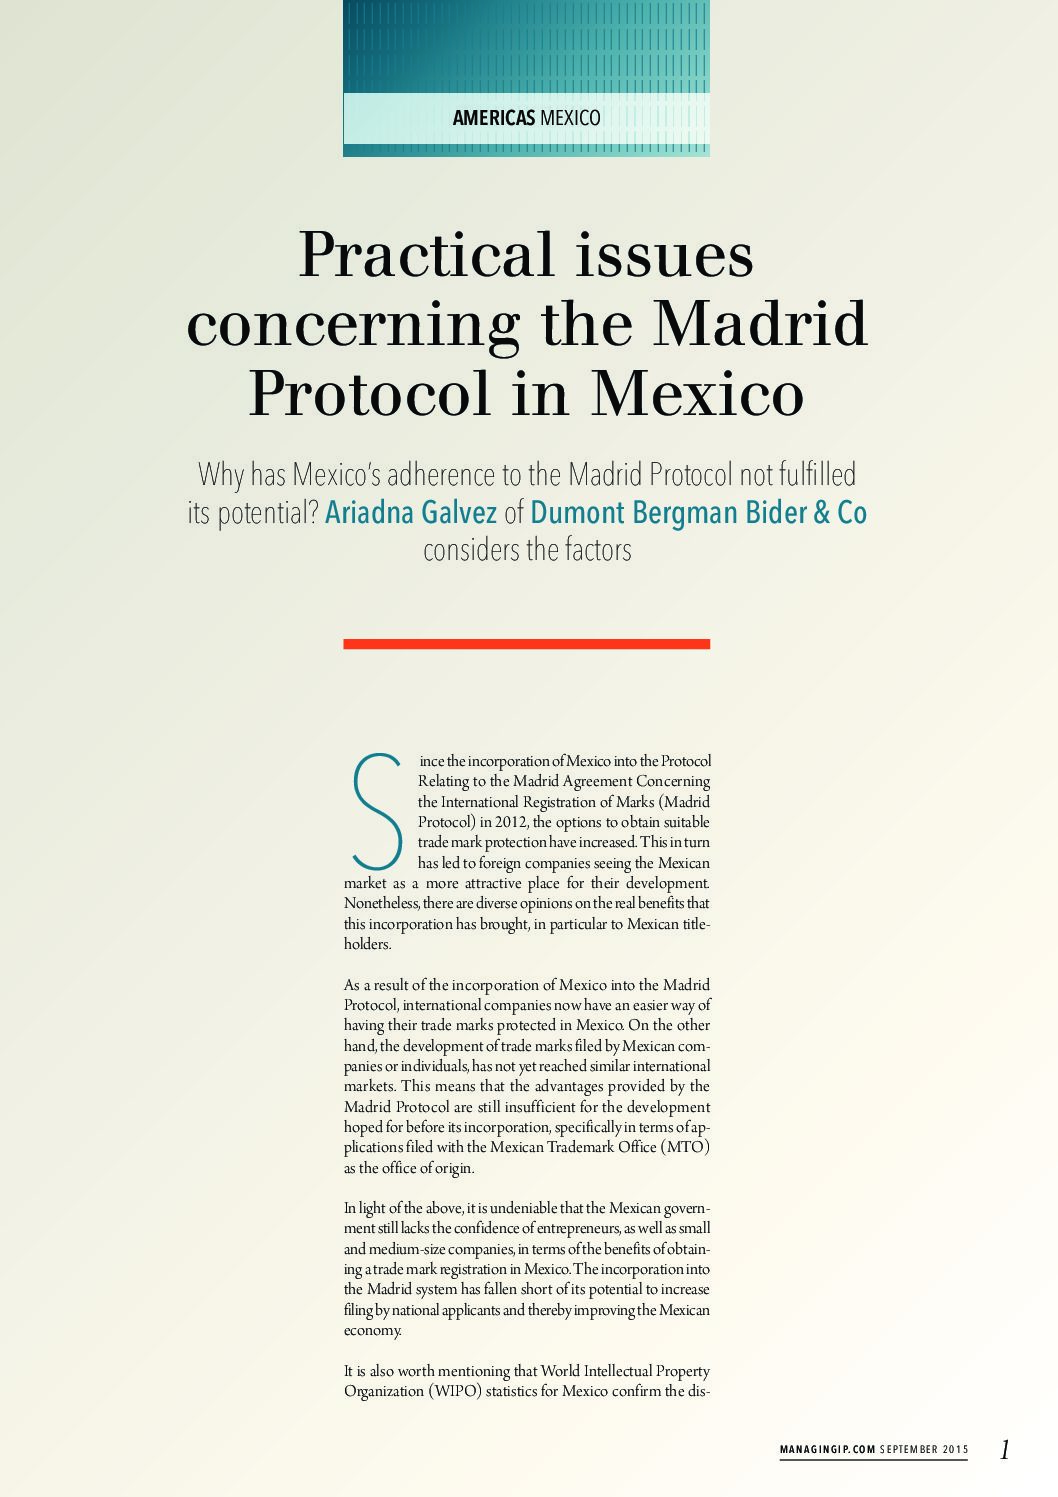 AMERICAS MEXICO
Practical issues
concerning the Madrid
Protocol in Mexico
Why has Mexico’s adherence to the Madrid Protocol not fulfilled
its potential? Ariadna Galvez of Dumont Bergman Bider & Co
considers the factors
Since the incorporation of Mexico into the Protocol
Relating to the Madrid Agreement Concerning
the International Registration of Marks (Madrid
Protocol) in 2012, the options to obtain suitable
trade mark protection have increased. This in turn
has led to foreign companies seeing the Mexican
market as a more attractive place for their development.
Nonetheless, there are diverse opinions on the real benefits that
this incorporation has brought, in particular to Mexican title-
holders.
As a result of the incorporation of Mexico into the Madrid
Protocol, international companies now have an easier way of
having their trade marks protected in Mexico. On the other
hand, the development of trade marks filed by Mexican com-
panies or individuals, has not yet reached similar international
markets. This means that the advantages provided by the
Madrid Protocol are still insufficient for the development
hoped for before its incorporation, specifically in terms of ap-
plications filed with the Mexican Trademark Office (MTO)
as the office of origin.
In light of the above, it is undeniable that the Mexican govern-
ment still lacks the confidence of entrepreneurs, as well as small
and medium-size companies, in terms of the benefits of obtain-
ing a trade mark registration in Mexico. The incorporation into
the Madrid system has fallen short of its potential to increase
filing by national applicants and thereby improving the Mexican
economy.
It is also worth mentioning that World Intellectual Property
Organization (WIPO) statistics for Mexico confirm the dis-
MANAGINGIP.COM SEPTEMBER 2015 1